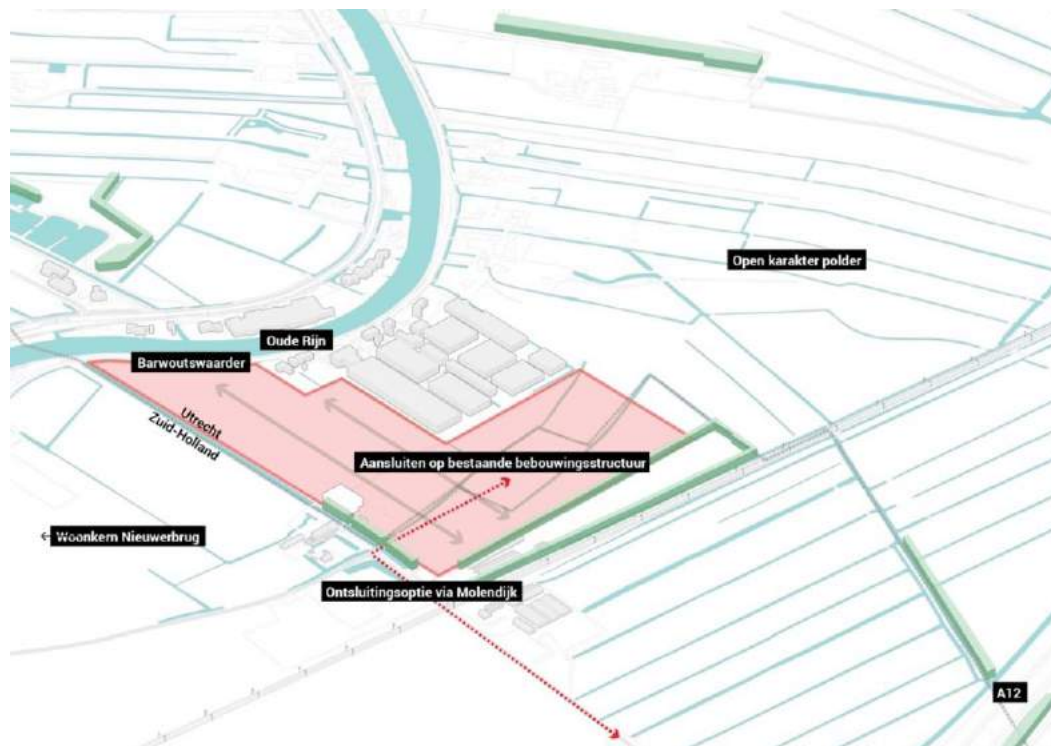 Open karakter polder
Oude Rijn
Barwoutswaarder
Utrecht
Zuid-Holland
Aansluiten op bestaande bebouwingsstructuur
Woonkern Nieuwerbrug
Ontsluitingsoptie via Molendijk
A12